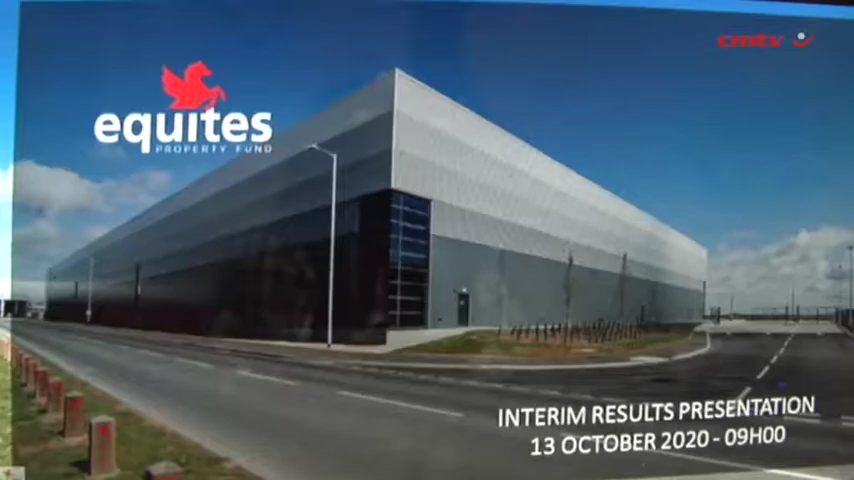 cmtv
equites
PROPERTY FUND
INTERIM RESULTS PRESENTATION
13 OCTOBER 2020 - 09H00